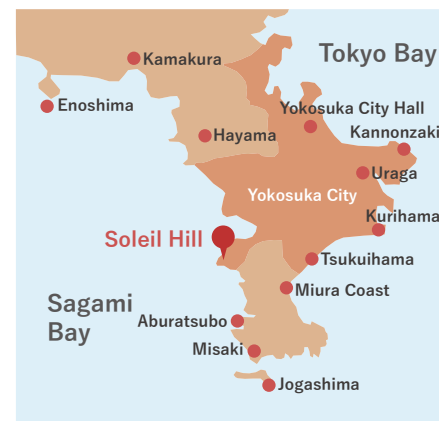 Tokyo Bay
Kamakura
Enoshima
Yokosuka City Hall
Hayama
Kannonzaki
Uraga
Yokosuka City
Kurihama
Soleil Hill
Tsukuihama
Miura Coast
Sagami
Bay
Aburatsubo
Misaki
Jogashima